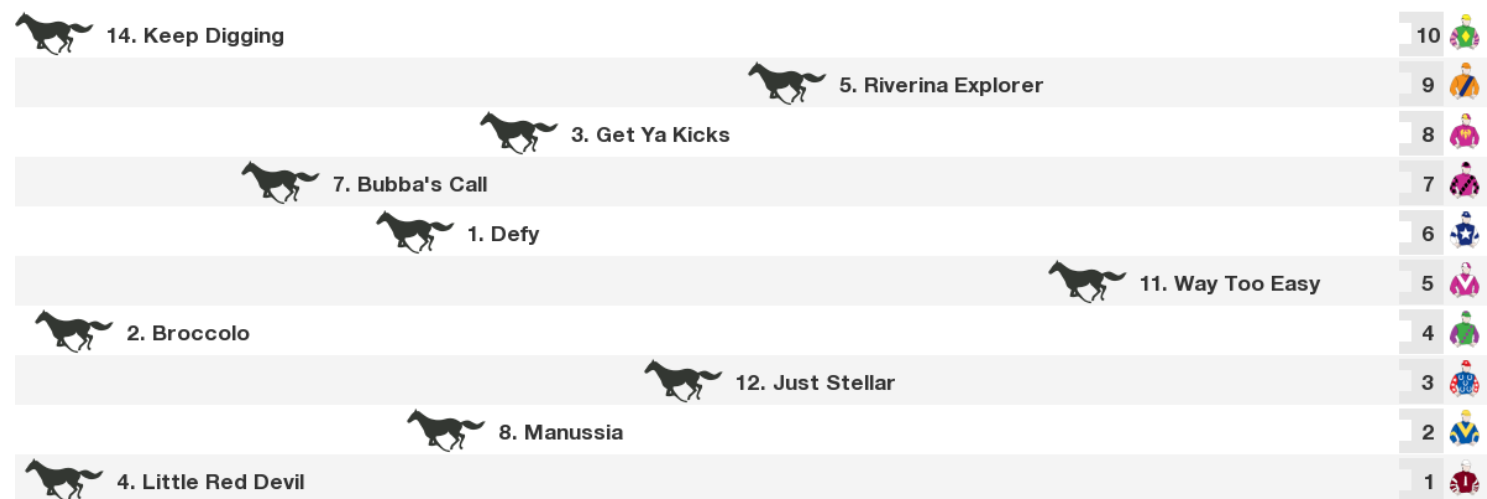 14. Keep Digging 10
5. Riverina Explorer 9
3. Get Ya Kicks 8
7. Bubba's Call 7
1. Defy 6
11. Way Too Easy 5
2. Broccolo 4
12. Just Stellar 3
8. Manussia 2
4. Little Red Devil 1